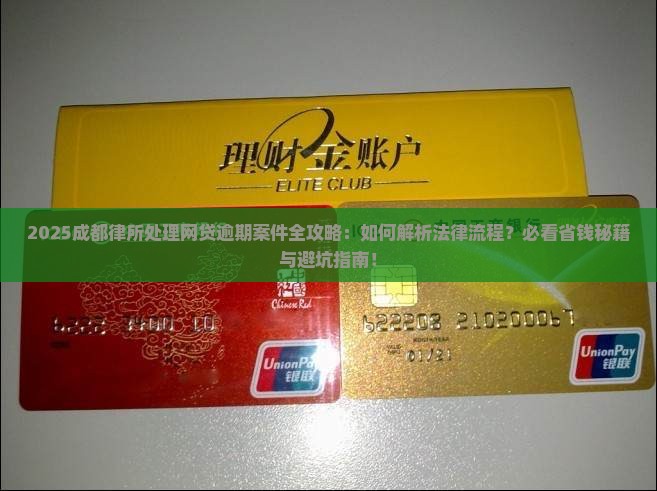 理财金账户
ELITE CLUB
2025成都律所处理网贷逾期案件全攻略：如何解析法律流程？必看省钱秘籍
与避坑指南！
Chinese Red
622208 210200067
01/21
UnionPay
银联
UnionPay
银联